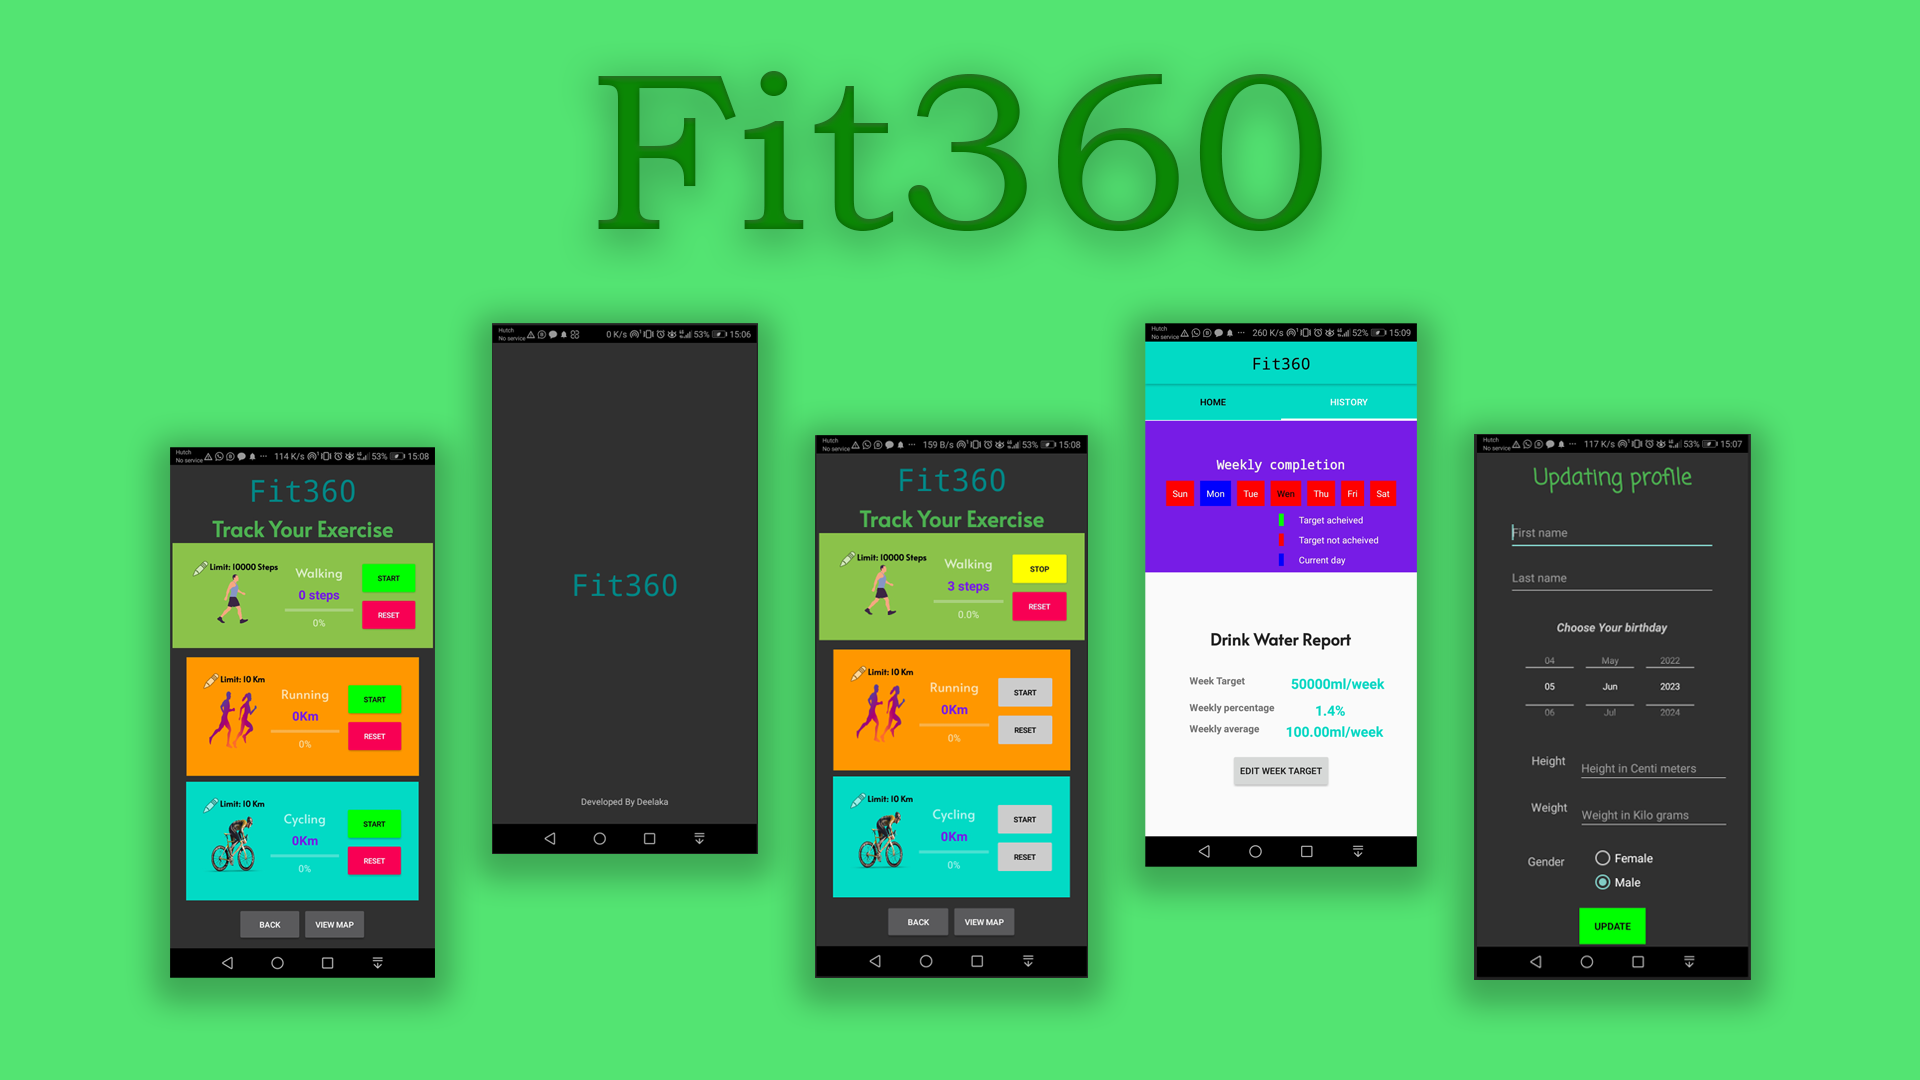 Fit360
Hutch
No service
114 K/s
53%
15:08
Fit360
Track Your Exercise
Limit: 10000 Steps
Walking
0 steps
0%
START
RESET
Limit: 10 Km
Running
0Km
0%
START
RESET
Limit: 10 Km
Cycling
0Km
0%
START
RESET
BACK
VIEW MAP
Hutch
No service
0 K/s
53%
15:06
Fit360
Developed By Deelaka
Hutch
No service
159 B/s
53%
15:08
Fit360
Track Your Exercise
Limit: 10000 Steps
Walking
3 steps
0.0%
STOP
RESET
Limit: 10 Km
Running
0Km
0%
START
RESET
Limit: 10 Km
Cycling
0Km
0%
START
RESET
BACK
VIEW MAP
Hutch
No service
260 K/s
52%
15:09
Fit360
HOME
HISTORY
Weekly completion
Sun Mon Tue Wen Thu Fri Sat
Target acheived
Target not acheived
Current day
Drink Water Report
Week Target 50000ml/week
Weekly percentage 1.4%
Weekly average 100.00ml/week
EDIT WEEK TARGET
Hutch
No service
117 K/s
53%
15:07
Updating profile
First name
Last name
Choose Your birthday
04 May 2022
05 Jun 2023
06 Jul 2024
Height Height in Centi meters
Weight Weight in Kilo grams
Gender
Female
Male
UPDATE